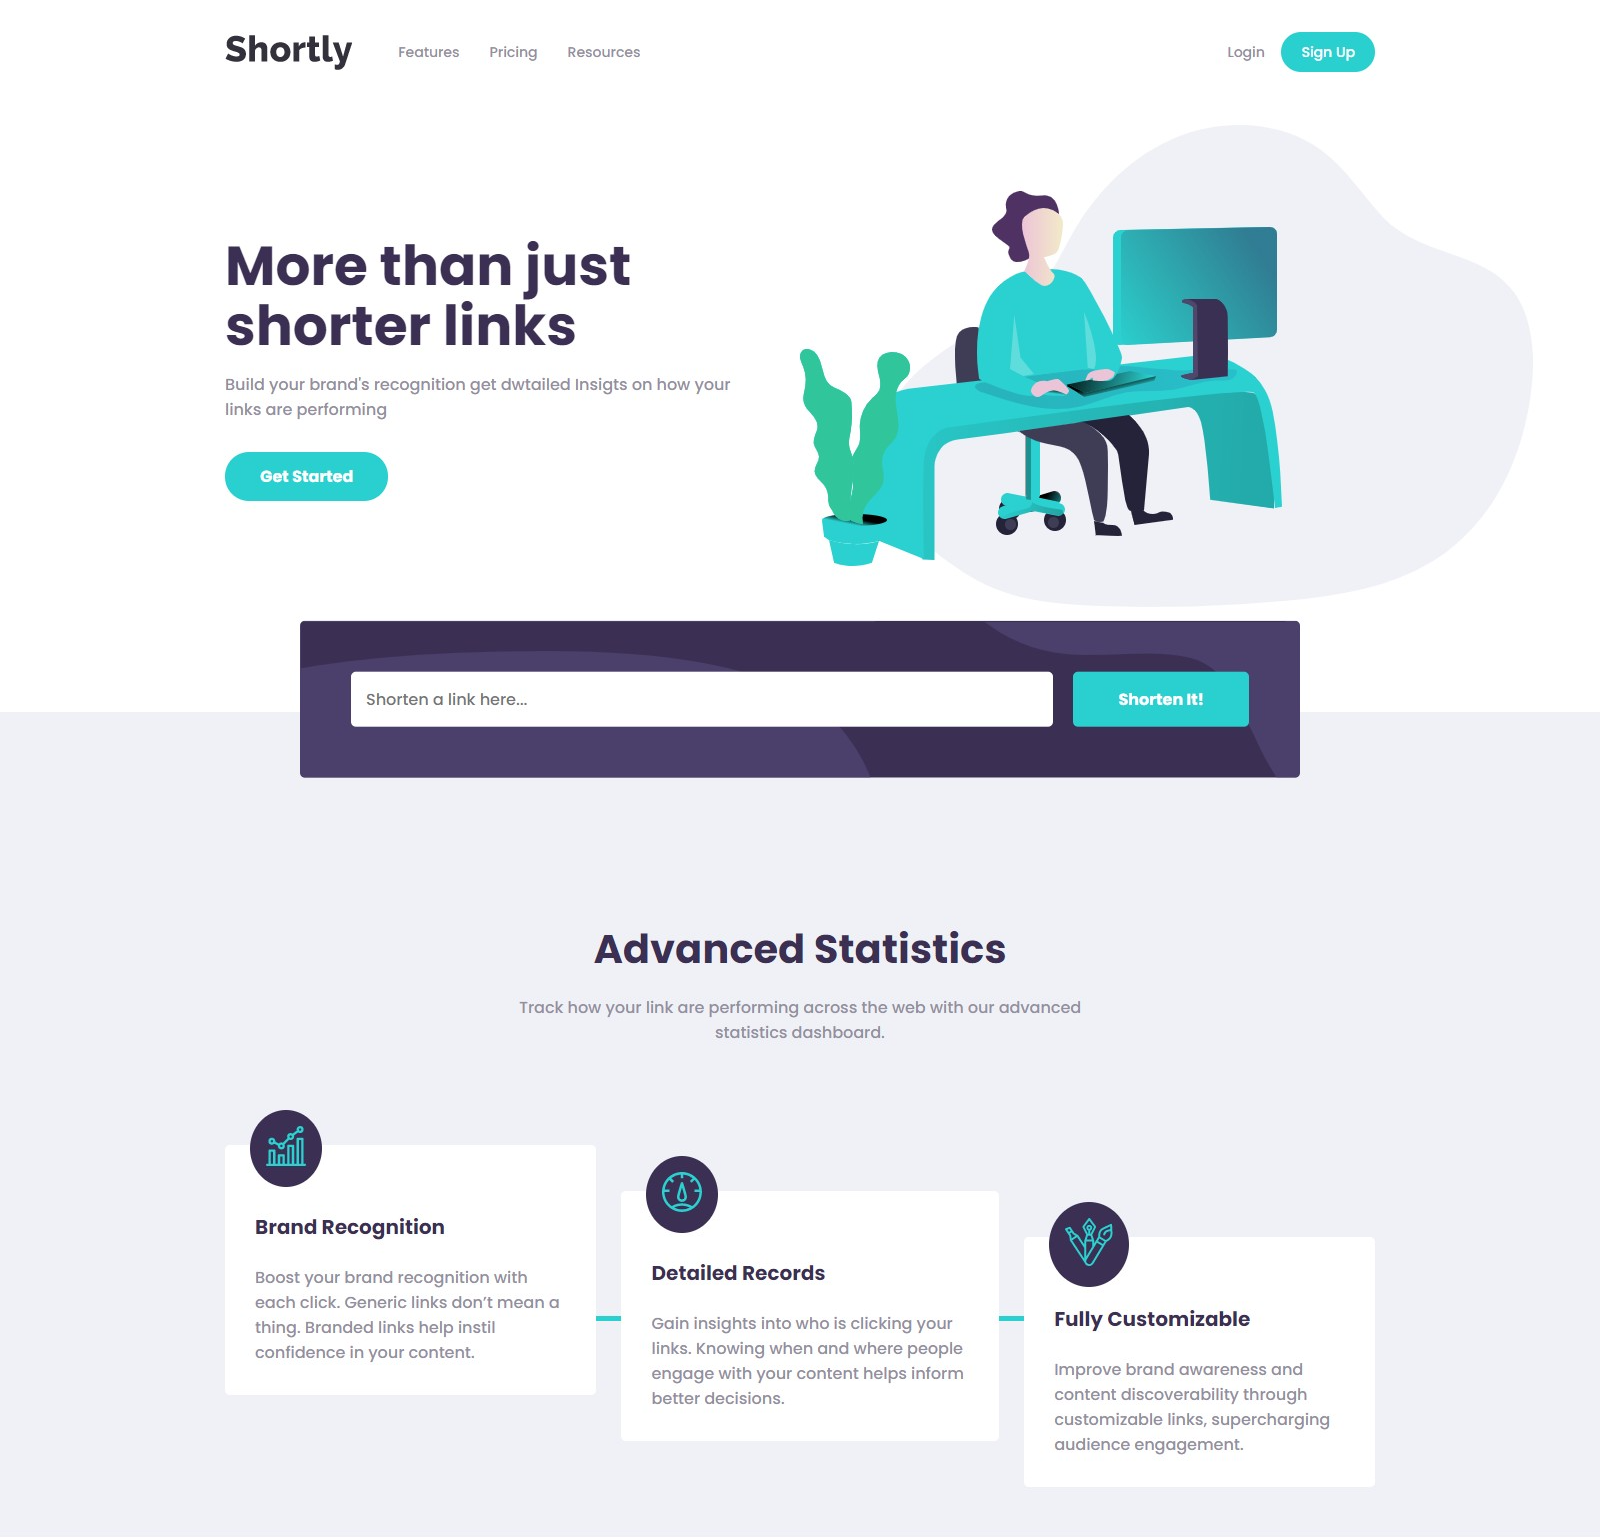 Shortly
Features
Pricing
Resources
Login
Sign Up
More than just
shorter links
Build your brand's recognition get dwtailed Insigts on how your
links are performing
Get Started
Shorten a link here...
Shorten It!
Advanced Statistics
Track how your link are performing across the web with our advanced
statistics dashboard.
Brand Recognition
Boost your brand recognition with
each click. Generic links don’t mean a
thing. Branded links help instil
confidence in your content.
Detailed Records
Gain insights into who is clicking your
links. Knowing when and where people
engage with your content helps inform
better decisions.
Fully Customizable
Improve brand awareness and
content discoverability through
customizable links, supercharging
audience engagement.